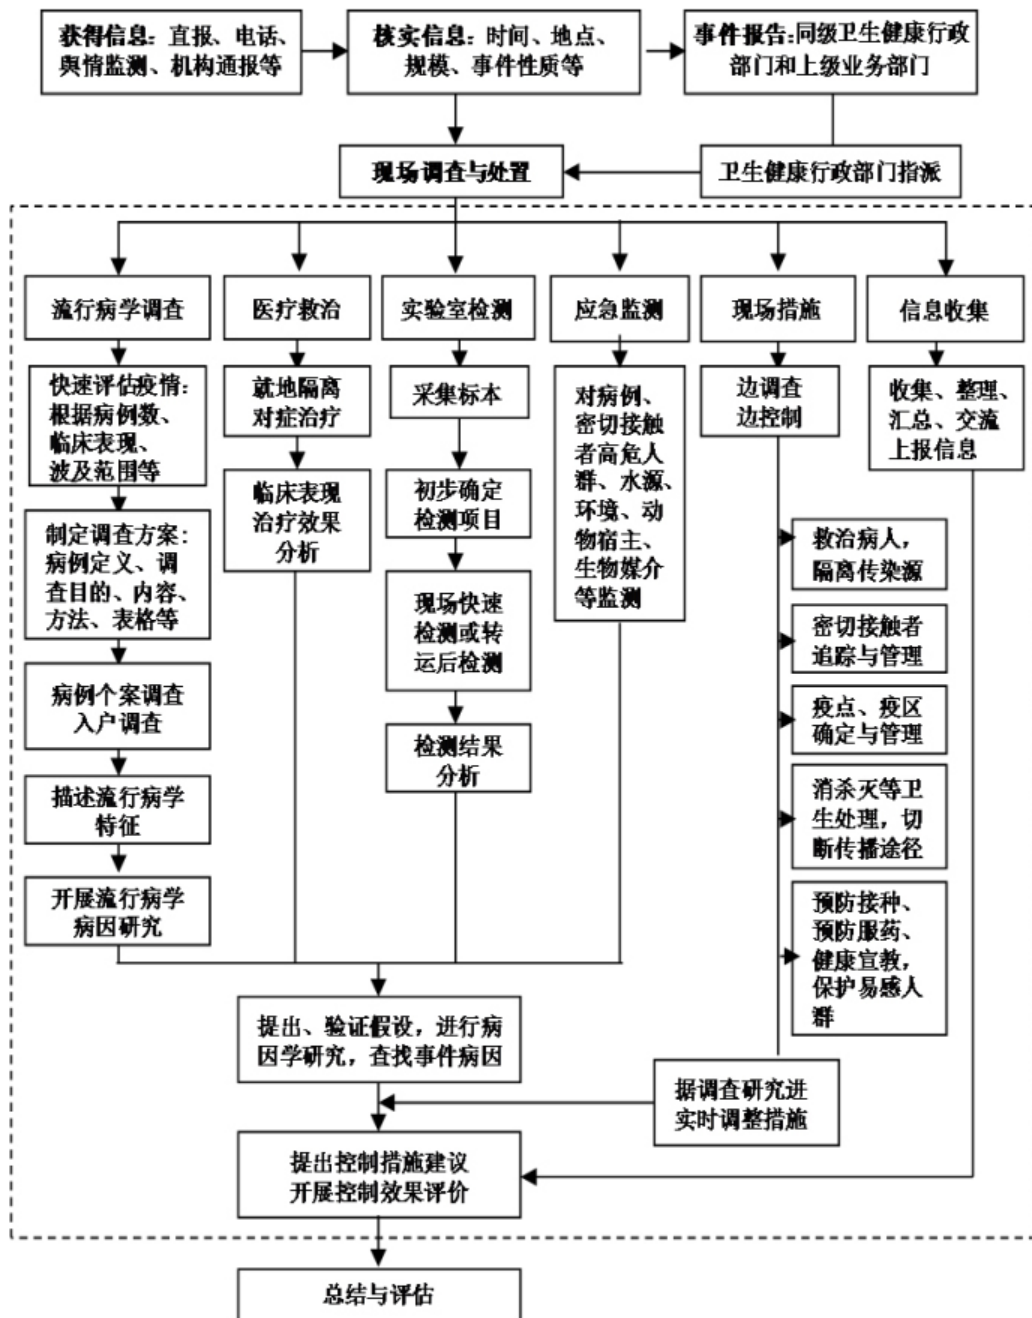 获得信息：直报、电话、
舆情监测、机构通报等
核实信息：时间、地点、
规模、事件性质等
事件报告：同级卫生健康行政
部门和上级业务部门
现场调查与处置
卫生健康行政部门指派
流行病学调查
医疗救治
实验室检测
应急监测
现场措施
信息收集
快速评估疫情：
根据病例数、
临床表现、
波及范围等
制定调查方案：
病例定义、调
查目的、内容、
方法、表格等
病例个案调查
入户调查
描述流行病学
特征
开展流行病学
病因研究
就地隔离
对症治疗
临床表现
治疗效果
分析
采集标本
初步确定
检测项目
现场快速
检测或转
运后检测
检测结果
分析
对病例、
密切接触
者高危人
群、水源、
环境、动
物宿主、
生物媒介
等监测
边调查
边控制
救治病人，
隔离传染源
密切接触者
追踪与管理
疫点、疫区
确定与管理
消杀灭等卫
生处理，切
断传播途径
预防接种、
预防服药、
健康宣教，
保护易感人
群
收集、整理、
汇总、交流
上报信息
提出、验证假设，进行病
因学研究，查找事件病因
据调查研究进
实时调整措施
提出控制措施建议
开展控制效果评价
总结与评估